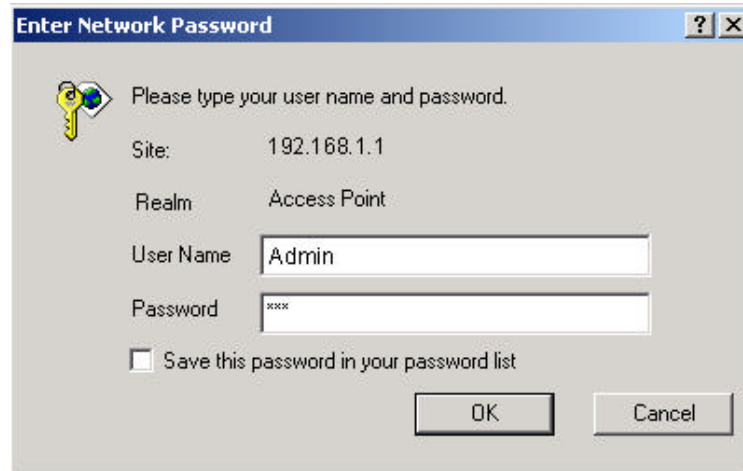 Enter Network Password
Please type your user name and password.
Site: 192.168.1.1
Realm Access Point
User Name Admin
Password ***
Save this password in your password list
OK Cancel